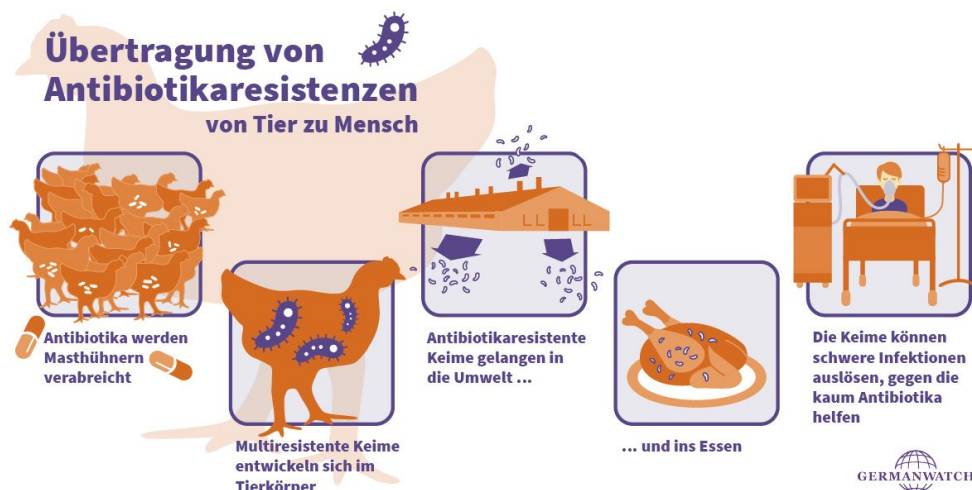 Übertragung von
Antibiotikaresistenzen
von Tier zu Mensch
Antibiotika werden
Masthühnern
verabreicht
Multiresistente Keime
entwickeln sich im
Tierkörper
Antibiotikaresistente
Keime gelangen in
die Umwelt ...
... und ins Essen
Die Keime können
schwere Infektionen
auslösen, gegen die
kaum Antibiotika
helfen
GERMANWATCH